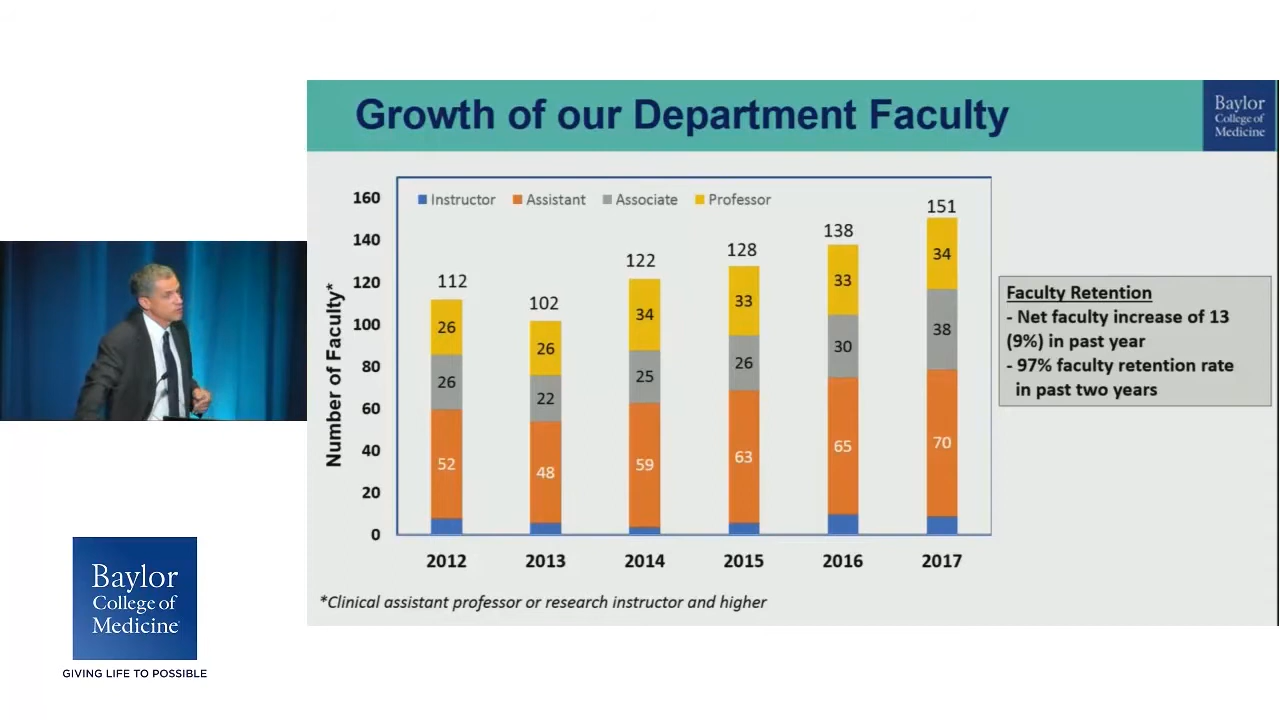 Growth of our Department Faculty
Baylor
College of
Medicine
Instructor Assistant Associate Professor
Number of Faculty*
160
140
120
100
80
60
40
20
0
112
26
26
52
102
26
22
48
122
34
25
59
128
33
26
63
138
33
30
65
151
34
38
70
2012 2013 2014 2015 2016 2017
Faculty Retention
- Net faculty increase of 13
(9%) in past year
- 97% faculty retention rate
in past two years
*Clinical assistant professor or research instructor and higher
Baylor
College of
Medicine
GIVING LIFE TO POSSIBLE